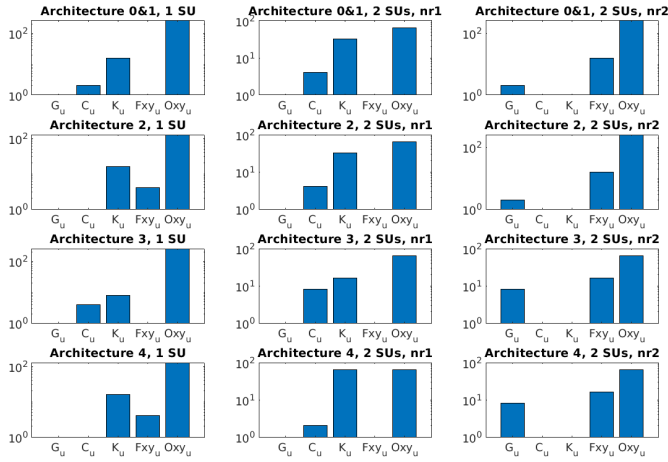 Architecture 0&1, 1 SU
10^2
10^0
G_u C_u K_u Fxy_u Oxy_u
Architecture 0&1, 2 SUs, nr1
10^2
10^1
10^0
G_u C_u K_u Fxy_u Oxy_u
Architecture 0&1, 2 SUs, nr2
10^2
10^0
G_u C_u K_u Fxy_u Oxy_u
Architecture 2, 1 SU
10^2
10^0
G_u C_u K_u Fxy_u Oxy_u
Architecture 2, 2 SUs, nr1
10^2
10^1
10^0
G_u C_u K_u Fxy_u Oxy_u
Architecture 2, 2 SUs, nr2
10^2
10^0
G_u C_u K_u Fxy_u Oxy_u
Architecture 3, 1 SU
10^2
10^0
G_u C_u K_u Fxy_u Oxy_u
Architecture 3, 2 SUs, nr1
10^2
10^1
10^0
G_u C_u K_u Fxy_u Oxy_u
Architecture 3, 2 SUs, nr2
10^2
10^1
10^0
G_u C_u K_u Fxy_u Oxy_u
Architecture 4, 1 SU
10^2
10^0
G_u C_u K_u Fxy_u Oxy_u
Architecture 4, 2 SUs, nr1
10^2
10^1
10^0
G_u C_u K_u Fxy_u Oxy_u
Architecture 4, 2 SUs, nr2
10^2
10^1
10^0
G_u C_u K_u Fxy_u Oxy_u